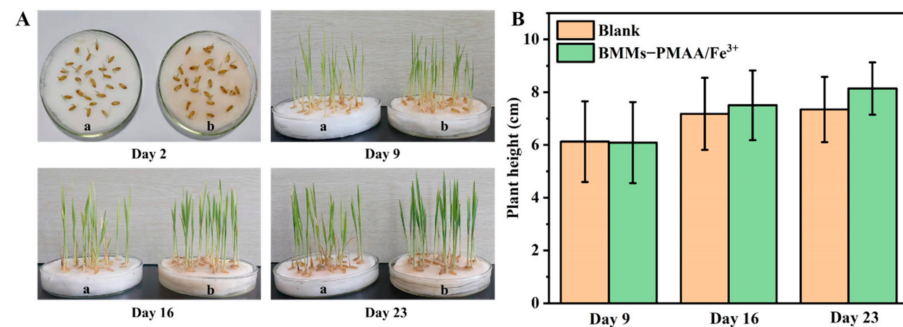 A
a
b
Day 2
a
b
Day 9
a
b
Day 16
a
b
Day 23
B
Blank
BMMs−PMAA/Fe³⁺
Plant height (cm)
10
8
6
4
2
0
Day 9
Day 16
Day 23